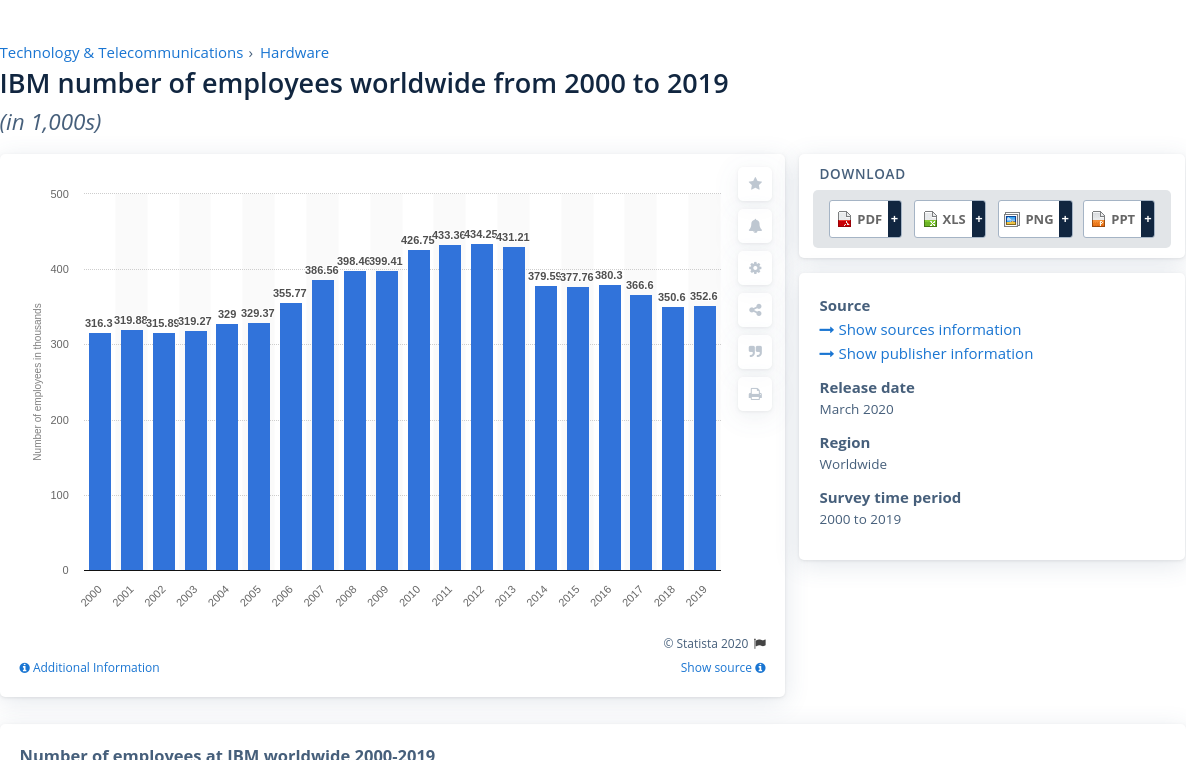 Technology & Telecommunications › Hardware
IBM number of employees worldwide from 2000 to 2019
(in 1,000s)
Number of employees in thousands
500
400
300
200
100
0
316.3 319.88 315.89 319.27 329 329.37 355.77 386.56 398.46 399.41 426.75 433.36 434.25 431.21 379.59 377.76 380.3 366.6 350.6 352.6
2000 2001 2002 2003 2004 2005 2006 2007 2008 2009 2010 2011 2012 2013 2014 2015 2016 2017 2018 2019
© Statista 2020
Additional Information
Show source
DOWNLOAD
PDF + XLS + PNG + PPT +
Source
Show sources information
Show publisher information
Release date
March 2020
Region
Worldwide
Survey time period
2000 to 2019
Number of employees at IBM worldwide 2000-2019